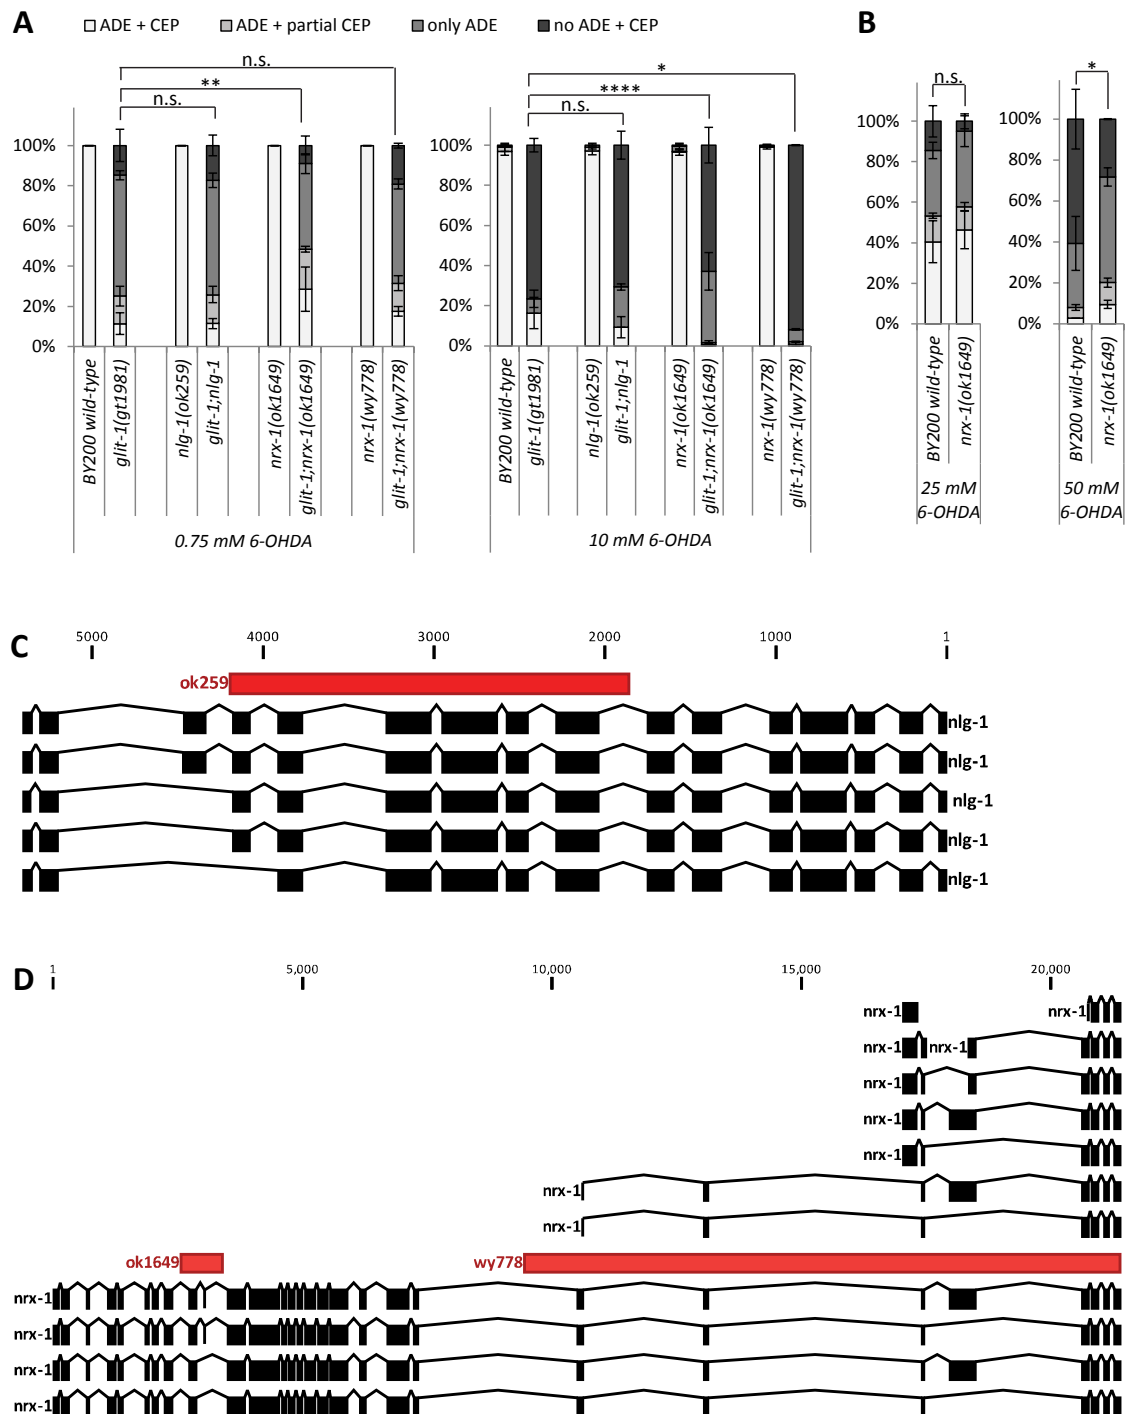 A
ADE + CEP ADE + partial CEP only ADE no ADE + CEP
n.s.
**
n.s.
100%
80%
60%
40%
20%
0%
BY200 wild-type
glit-1(gt1981)
nlg-1(ok259)
glit-1;nlg-1
nrx-1(ok1649)
glit-1;nrx-1(ok1649)
nrx-1(wy778)
glit-1;nrx-1(wy778)
0.75 mM 6-OHDA
*
****
n.s.
100%
80%
60%
40%
20%
0%
BY200 wild-type
glit-1(gt1981)
nlg-1(ok259)
glit-1;nlg-1
nrx-1(ok1649)
glit-1;nrx-1(ok1649)
nrx-1(wy778)
glit-1;nrx-1(wy778)
10 mM 6-OHDA
B
n.s.
100%
80%
60%
40%
20%
0%
BY200 wild-type
nrx-1(ok1649)
25 mM
6-OHDA
*
100%
80%
60%
40%
20%
0%
BY200 wild-type
nrx-1(ok1649)
50 mM
6-OHDA
C
5000 4000 3000 2000 1000 1
ok259
nlg-1
nlg-1
nlg-1
nlg-1
nlg-1
D
1 5,000 10,000 15,000 20,000
nrx-1 nrx-1
nrx-1 nrx-1
nrx-1
nrx-1
nrx-1
nrx-1
nrx-1
ok1649 wy778
nrx-1
nrx-1
nrx-1
nrx-1